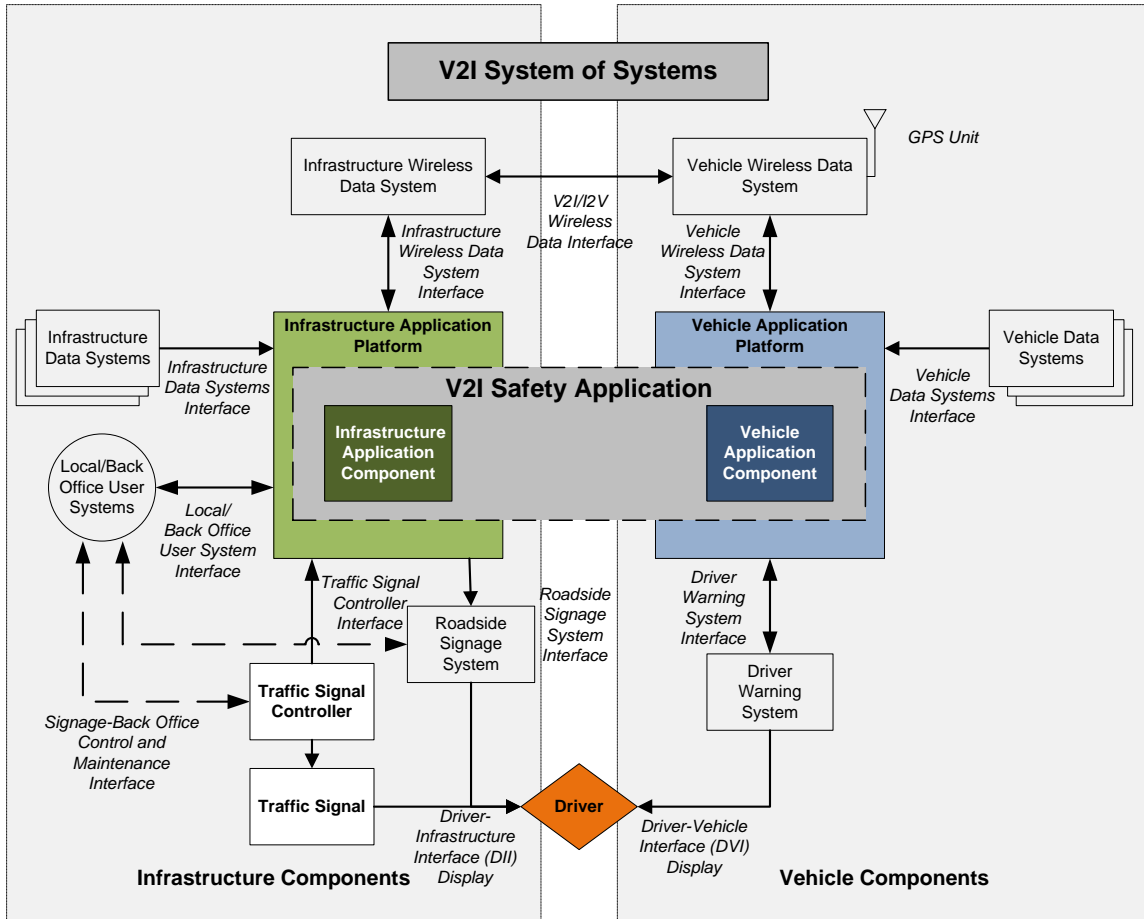 V2I System of Systems
GPS Unit
Infrastructure Wireless
Data System
Vehicle Wireless Data
System
V2I/I2V
Wireless
Data Interface
Infrastructure
Wireless Data
System
Interface
Vehicle
Wireless Data
System
Interface
Infrastructure
Data Systems
Infrastructure Application
Platform
Vehicle Application
Platform
Vehicle Data
Systems
Infrastructure
Data Systems
Interface
Vehicle
Data Systems
Interface
V2I Safety Application
Infrastructure
Application
Component
Vehicle
Application
Component
Local/Back
Office User
Systems
Local/
Back Office
User System
Interface
Traffic Signal
Controller
Interface
Roadside
Signage
System
Interface
Driver
Warning
System
Interface
Roadside
Signage
System
Traffic Signal
Controller
Driver
Warning
System
Signage-Back Office
Control and
Maintenance
Interface
Traffic Signal
Driver
Driver-
Infrastructure
Interface (DII)
Display
Driver-Vehicle
Interface (DVI)
Display
Infrastructure Components
Vehicle Components